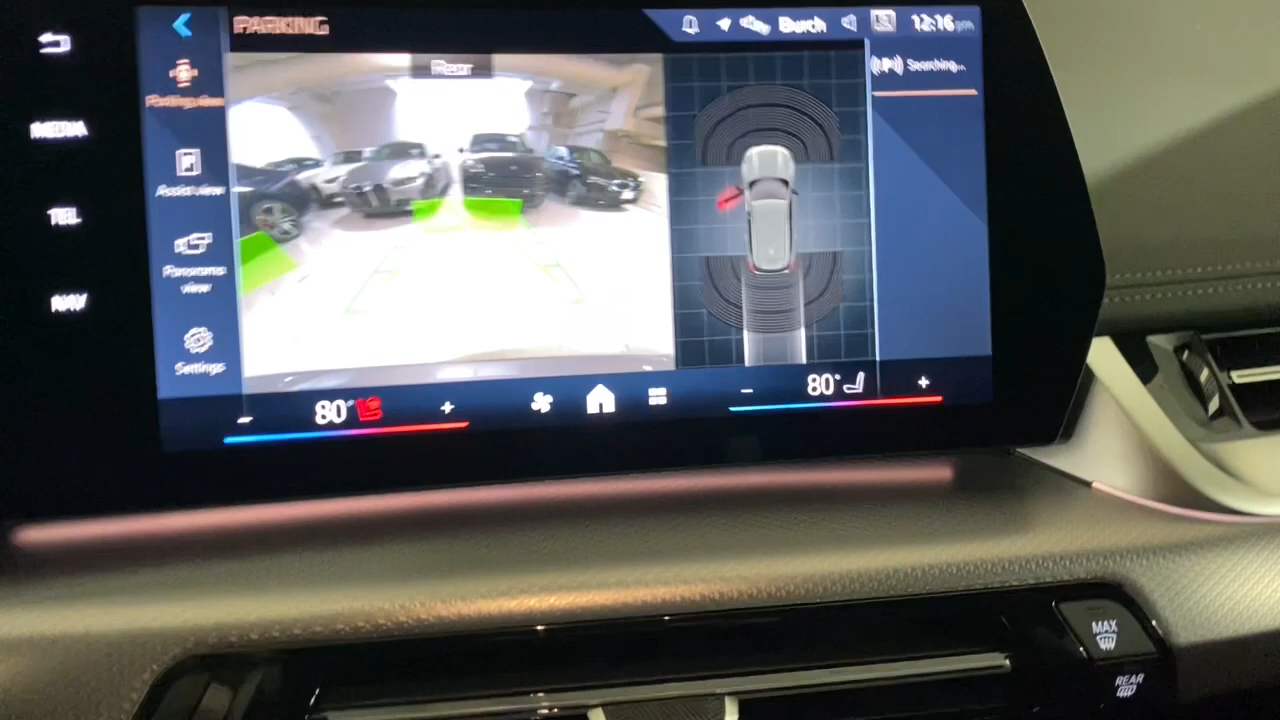 PARKING
Burch
12:16 pm
MEDIA
TEL
NAV
Parking view
Assist view
Panorama
view
Settings
(P) Searching...
- 80° +
- 80° +
MAX
REAR